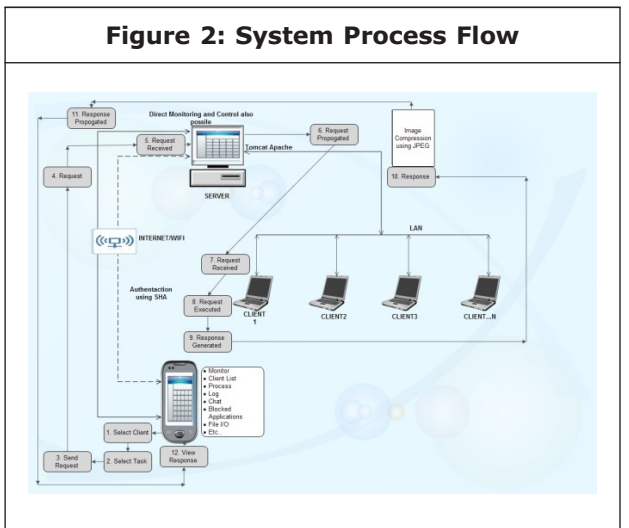 Figure 2: System Process Flow
11. Response
Propogated
Direct Monitoring and Control also
possile
5. Request
Receved
6. Request
Propogated
Tomcat Apache
Image
Compression
using JPEG
4. Request
10. Response
SERVER
INTERNET/WIFI
LAN
7. Request
Received
Authentaction
using SHA
8. Request
Executed
CLIENT
1
CLIENT2
CLIENT3
CLIENT...N
9. Response
Generated
• Monitor
• Client List
• Process
• Log
• Chat
• Blocked
Applications
• File I/O
• Etc..
1. Select Client
3. Send
Request
2. Select Task
12. View
Response